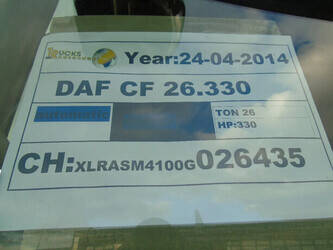 TRUCKS Year:24-04-2014
DAF CF 26.330
TON 26
HP:330
CH:XLRASM4100G026435